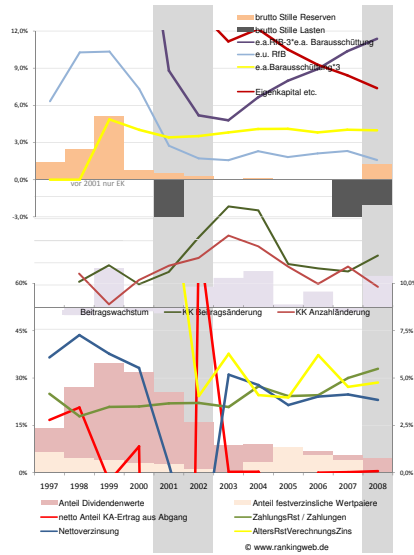 brutto Stille Reserven
brutto Stille Lasten
e.a.RfB-3*e.a. Barausschüttung
e.u. RfB
e.a.Barausschüttung*3
Eigenkapital etc.
12,0%
9,0%
6,0%
3,0%
0,0%
-3,0%
vor 2001 nur EK
60%
10,0%
Beitragswachstum
KK Beitragsänderung
KK Anzahländerung
45%
7,5%
30%
5,0%
15%
2,5%
0%
0,0%
1997 1998 1999 2000 2001 2002 2003 2004 2005 2006 2007 2008
Anteil Dividendenwerte
Anteil festverzinsliche Wertpaiere
netto Anteil KA-Ertrag aus Abgang
ZahlungsRst / Zahlungen
Nettoverzinsung
AltersRstVerechnungsZins
© www.rankingweb.de